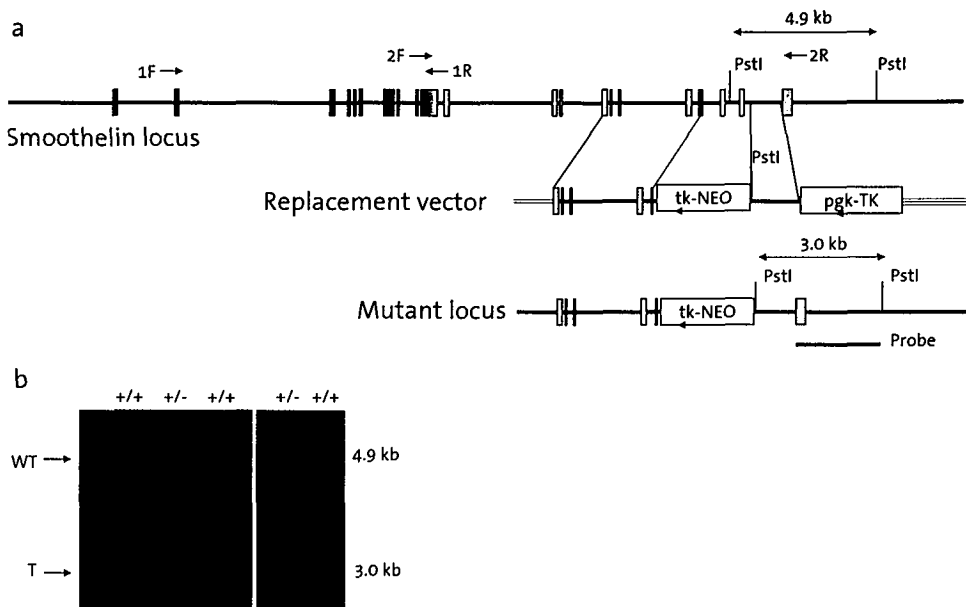 a
4.9 kb
2F
1F
1R
PstI
2R
PstI
Smoothelin locus
PstI
Replacement vector
tk-NEO
pgk-TK
3.0 kb
PstI
PstI
Mutant locus
tk-NEO
Probe
b
+/+ +/- +/+ +/- +/+
WT
4.9 kb
T
3.0 kb